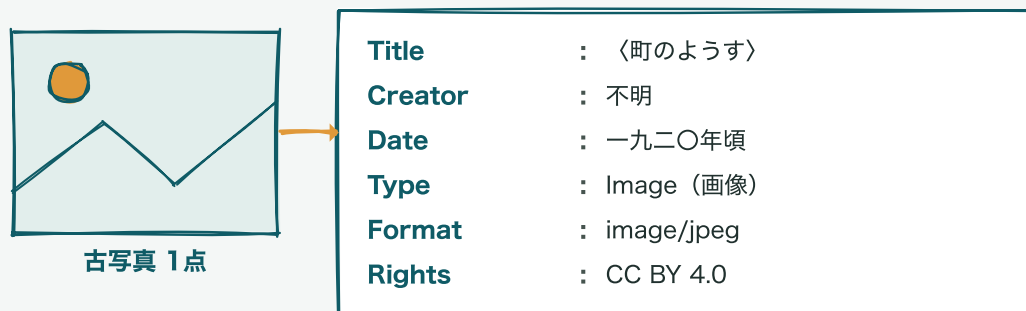 古写真 1点
Title : 〈町のようす〉
Creator : 不明
Date : 一九二〇年頃
Type : Image（画像）
Format : image/jpeg
Rights : CC BY 4.0